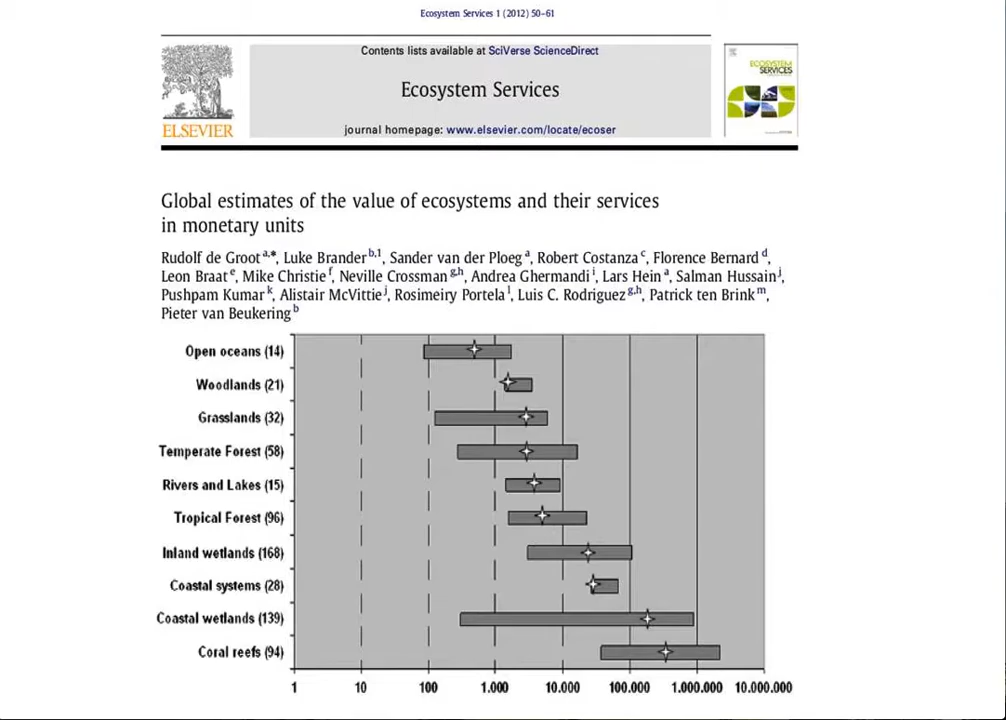 Ecosystem Services 1 (2012) 50–61
Contents lists available at SciVerse ScienceDirect
Ecosystem Services
journal homepage: www.elsevier.com/locate/ecoser
ELSEVIER
ECOSYSTEM
SERVICES
Global estimates of the value of ecosystems and their services
in monetary units
Rudolf de Groot a,*, Luke Brander b,1, Sander van der Ploeg a, Robert Costanza c, Florence Bernard d,
Leon Braat e, Mike Christie f, Neville Crossman g,h, Andrea Ghermandi i, Lars Hein a, Salman Hussain j,
Pushpam Kumar k, Alistair McVittie j, Rosimeiry Portela l, Luis C. Rodriguez g,h, Patrick ten Brink m,
Pieter van Beukering b
Open oceans (14)
Woodlands (21)
Grasslands (32)
Temperate Forest (58)
Rivers and Lakes (15)
Tropical Forest (96)
Inland wetlands (168)
Coastal systems (28)
Coastal wetlands (139)
Coral reefs (94)
1 10 100 1.000 10.000 100.000 1.000.000 10.000.000